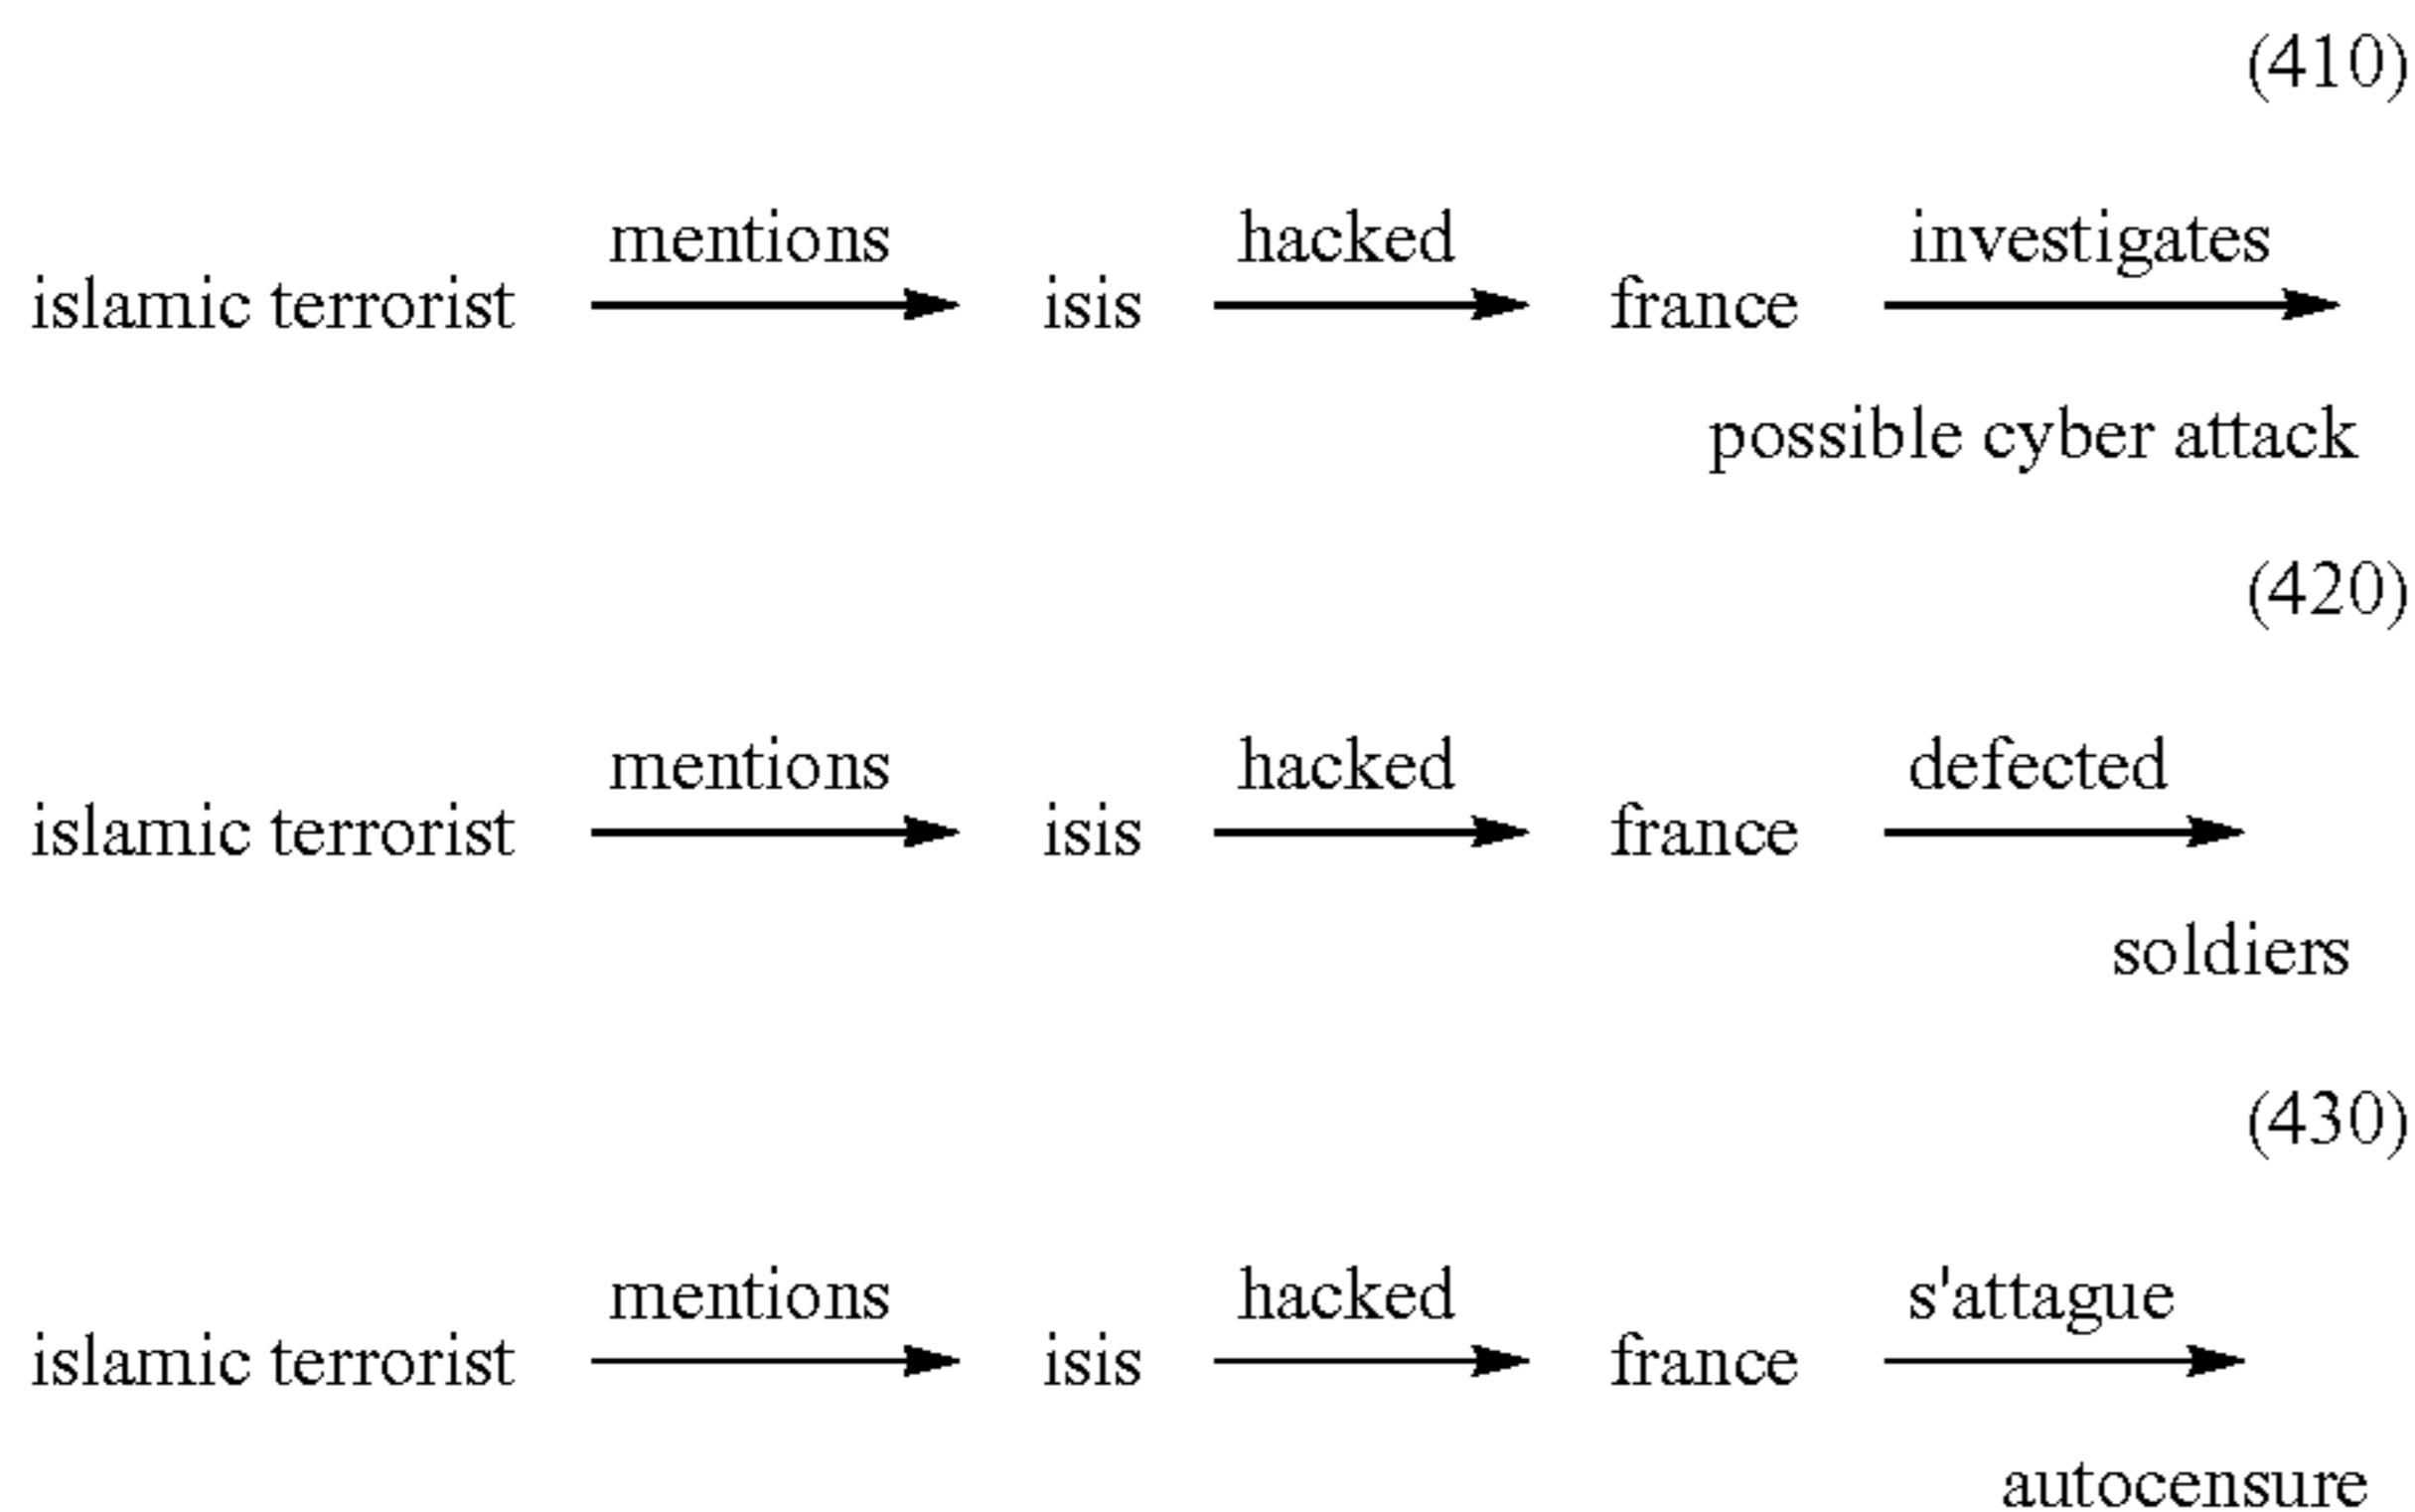 (410)
mentions hacked investigates
islamic terrorist isis france
possible cyber attack
(420)
mentions hacked defected
islamic terrorist isis france
soldiers
(430)
mentions hacked s'attague
islamic terrorist isis france
autocensure